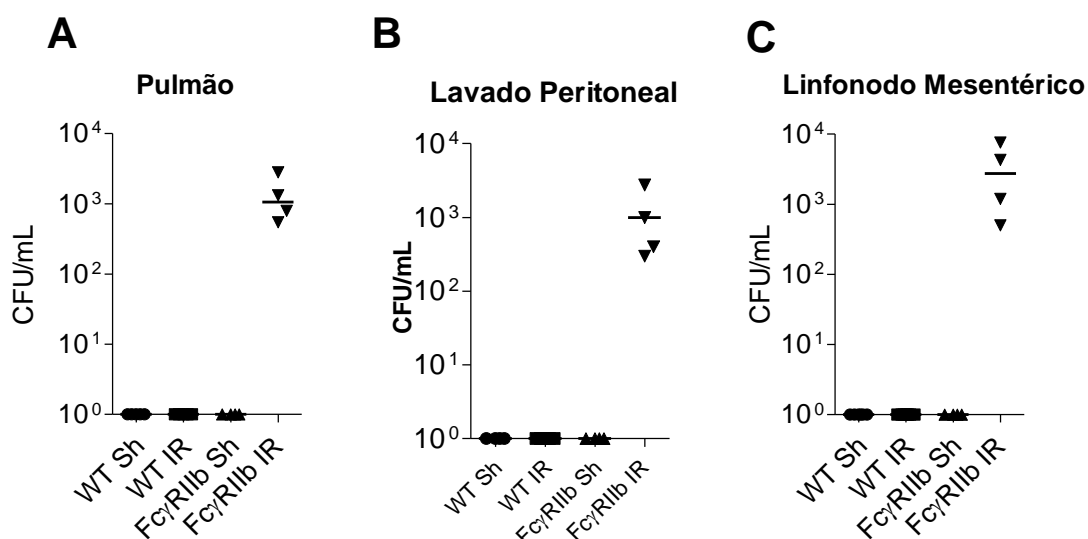 A
Pulmão
CFU/mL
10⁴
10³
10²
10¹
10⁰
WT Sh
WT IR
FcγRIIb Sh
FcγRIIb IR
B
Lavado Peritoneal
CFU/mL
10⁴
10³
10²
10¹
10⁰
WT Sh
WT IR
FcγRIIb Sh
FcγRIIb IR
C
Linfonodo Mesentérico
CFU/mL
10⁴
10³
10²
10¹
10⁰
WT Sh
WT IR
FcγRIIb Sh
FcγRIIb IR